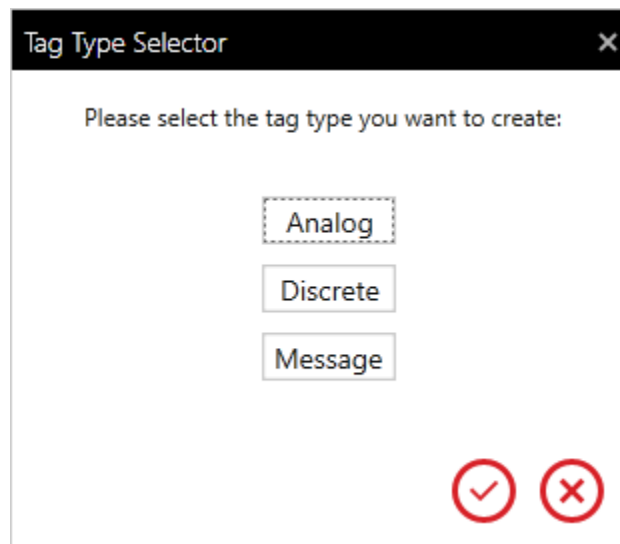 Tag Type Selector
Please select the tag type you want to create:
Analog
Discrete
Message